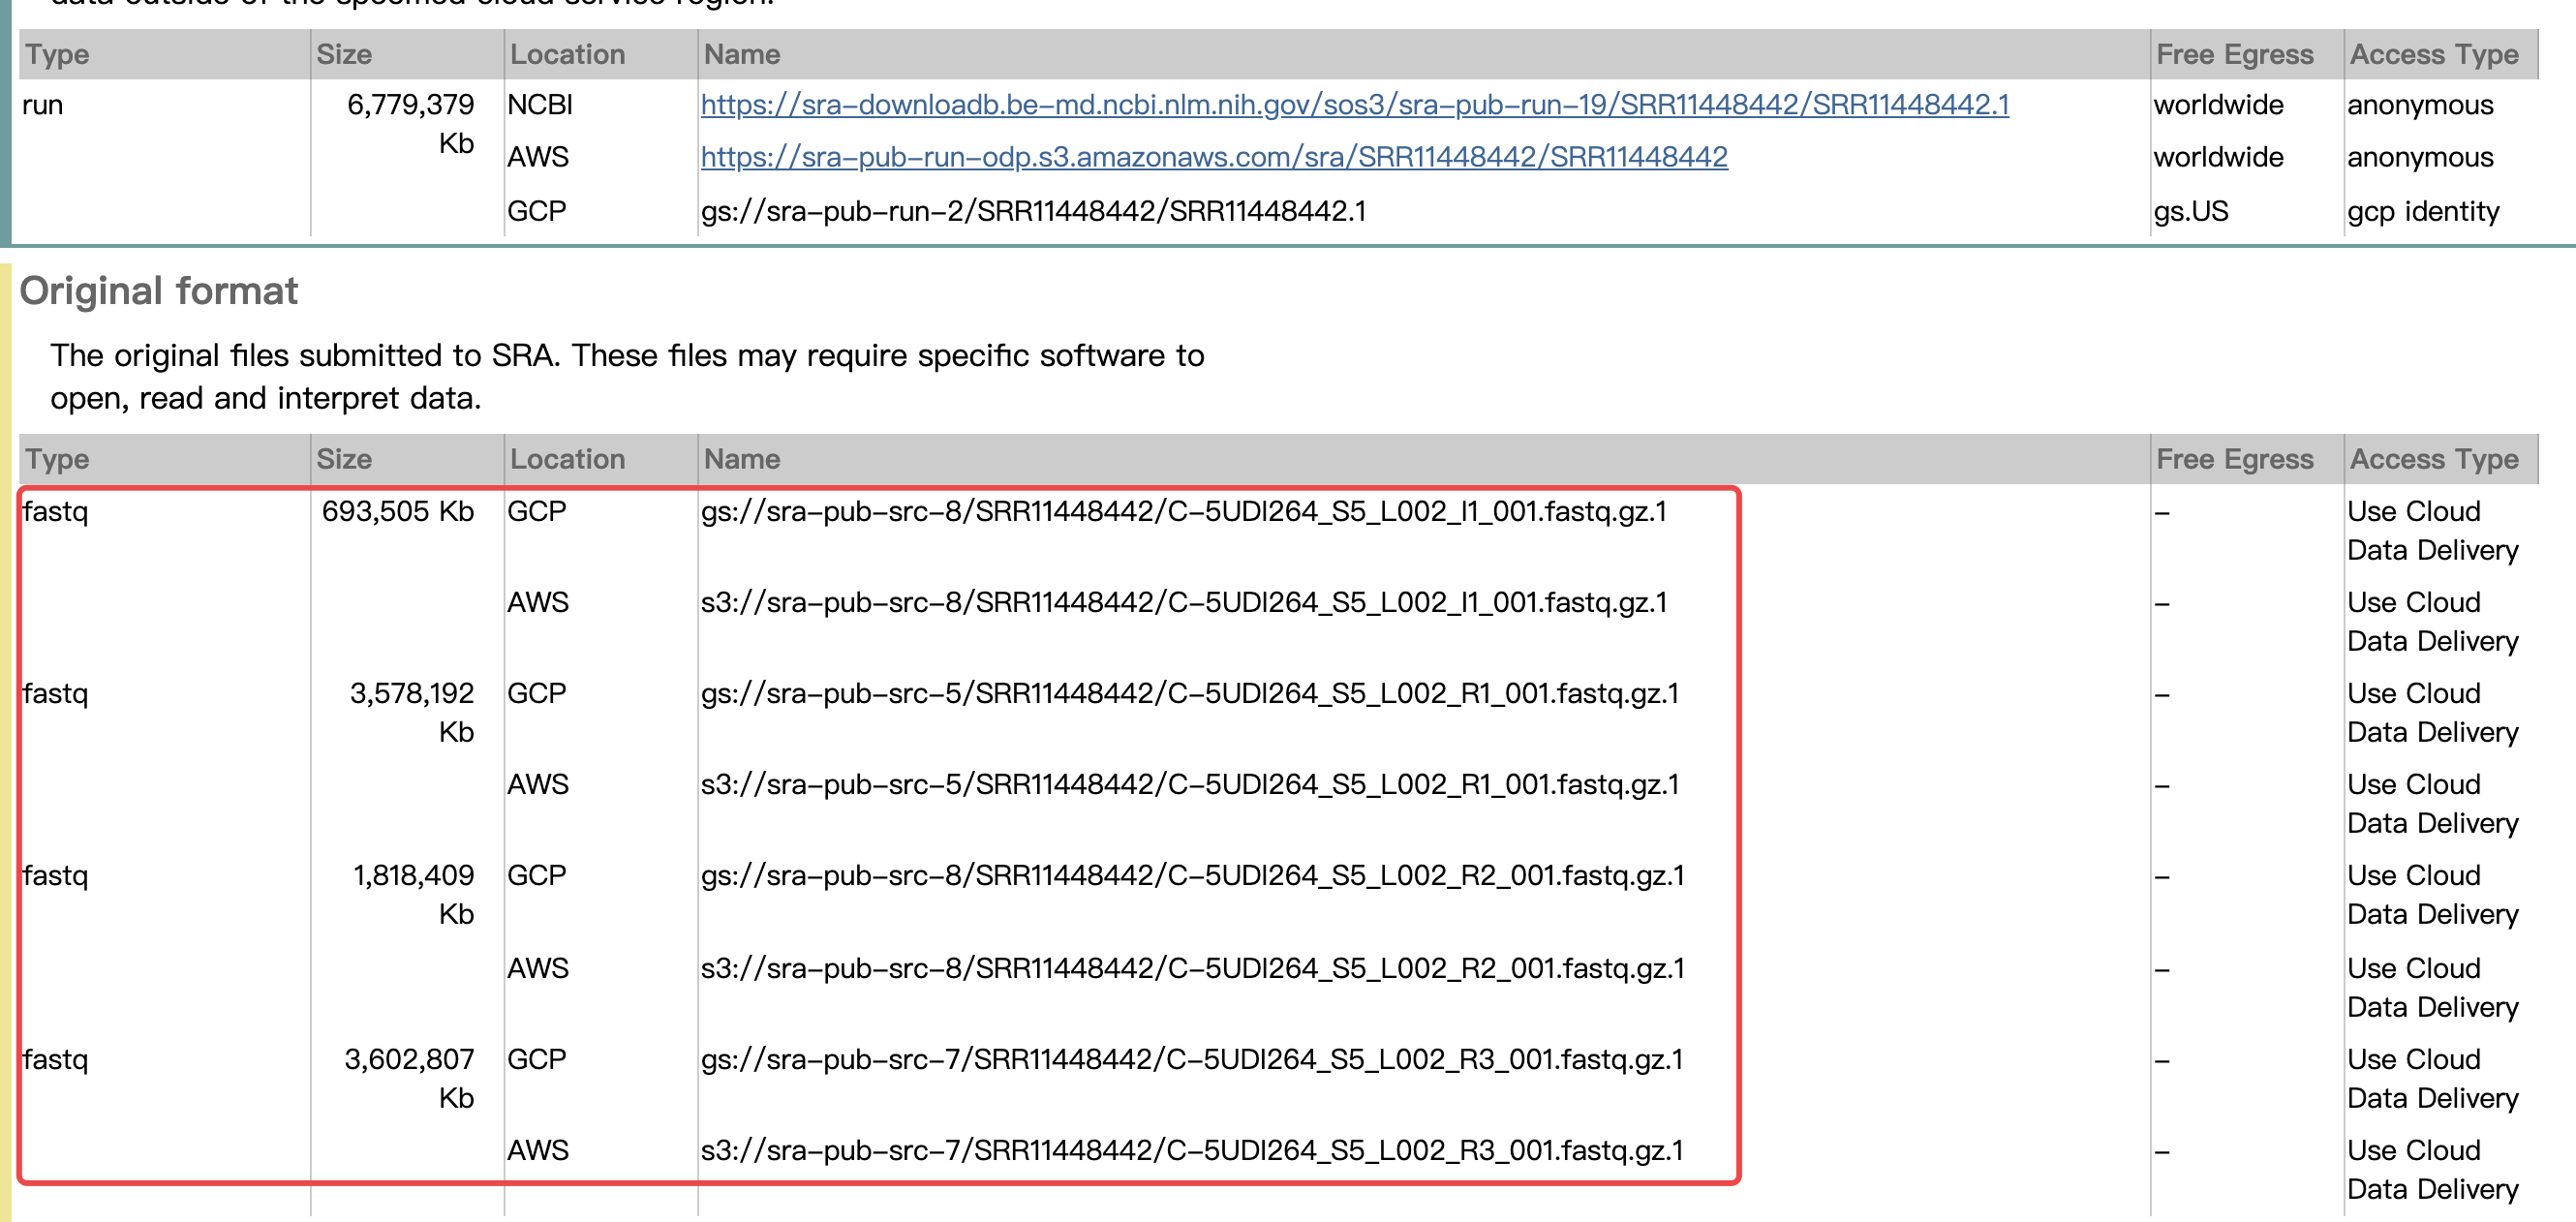 data outside of the specified cloud service region.
Type Size Location Name Free Egress Access Type
run 6,779,379 NCBI https://sra-downloadb.be-md.ncbi.nlm.nih.gov/sos3/sra-pub-run-19/SRR11448442/SRR11448442.1 worldwide anonymous
Kb
AWS https://sra-pub-run-odp.s3.amazonaws.com/sra/SRR11448442/SRR11448442 worldwide anonymous
GCP gs://sra-pub-run-2/SRR11448442/SRR11448442.1 gs.US gcp identity
Original format
The original files submitted to SRA. These files may require specific software to
open, read and interpret data.
Type Size Location Name Free Egress Access Type
fastq 693,505 Kb GCP gs://sra-pub-src-8/SRR11448442/C-5UDI264_S5_L002_I1_001.fastq.gz.1 – Use Cloud
Data Delivery
AWS s3://sra-pub-src-8/SRR11448442/C-5UDI264_S5_L002_I1_001.fastq.gz.1 – Use Cloud
Data Delivery
fastq 3,578,192 GCP gs://sra-pub-src-5/SRR11448442/C-5UDI264_S5_L002_R1_001.fastq.gz.1 – Use Cloud
Kb Data Delivery
AWS s3://sra-pub-src-5/SRR11448442/C-5UDI264_S5_L002_R1_001.fastq.gz.1 – Use Cloud
Data Delivery
fastq 1,818,409 GCP gs://sra-pub-src-8/SRR11448442/C-5UDI264_S5_L002_R2_001.fastq.gz.1 – Use Cloud
Kb Data Delivery
AWS s3://sra-pub-src-8/SRR11448442/C-5UDI264_S5_L002_R2_001.fastq.gz.1 – Use Cloud
Data Delivery
fastq 3,602,807 GCP gs://sra-pub-src-7/SRR11448442/C-5UDI264_S5_L002_R3_001.fastq.gz.1 – Use Cloud
Kb Data Delivery
AWS s3://sra-pub-src-7/SRR11448442/C-5UDI264_S5_L002_R3_001.fastq.gz.1 – Use Cloud
Data Delivery